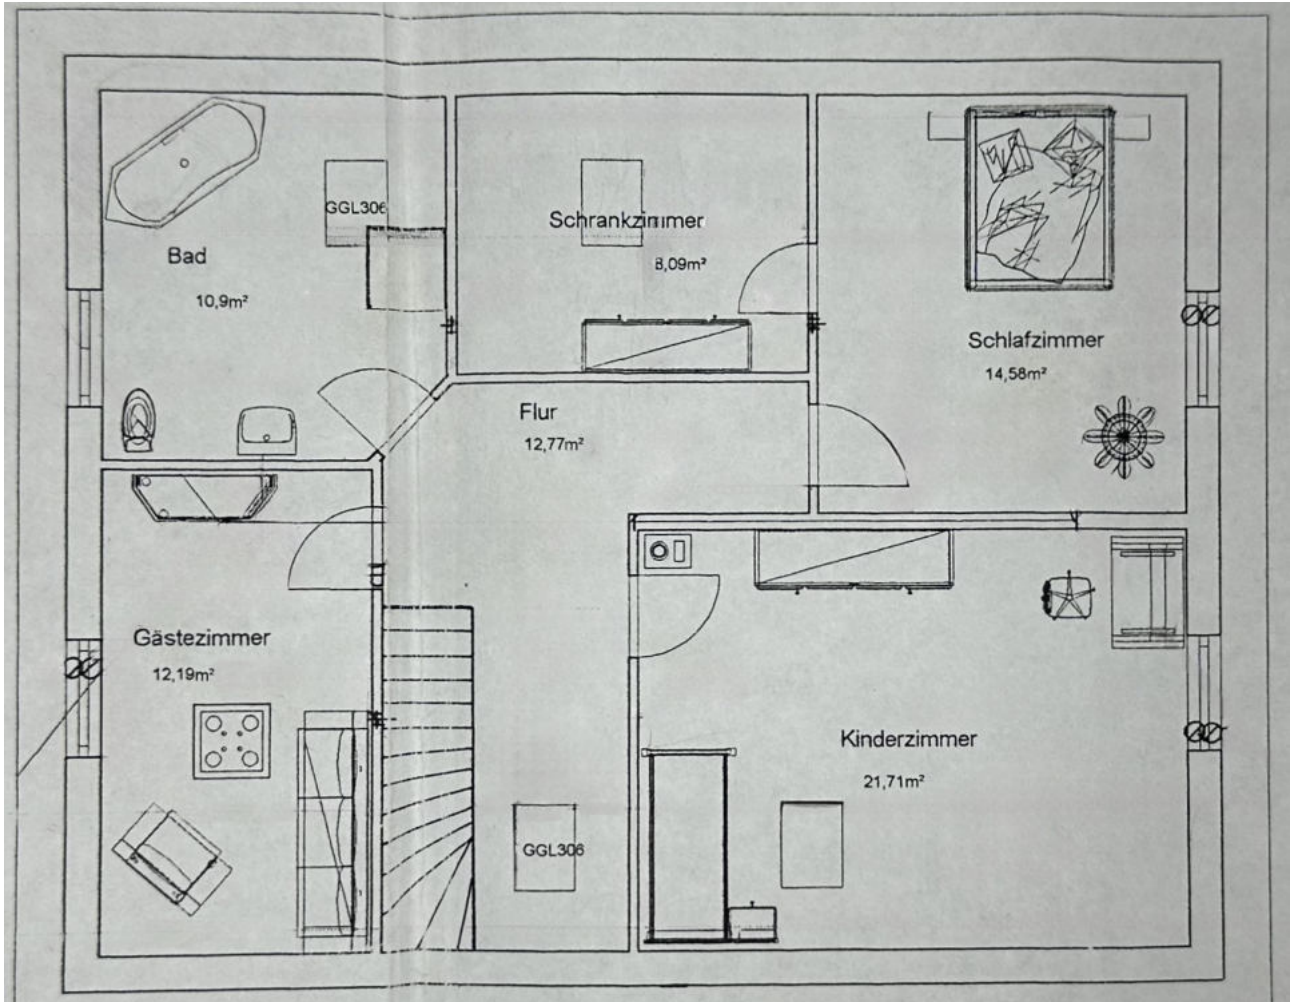 GGL306
Schrankzimmer
8,09m²
Bad
10,9m²
Schlafzimmer
14,58m²
Flur
12,77m²
Gästezimmer
12,19m²
Kinderzimmer
21,71m²
GGL306